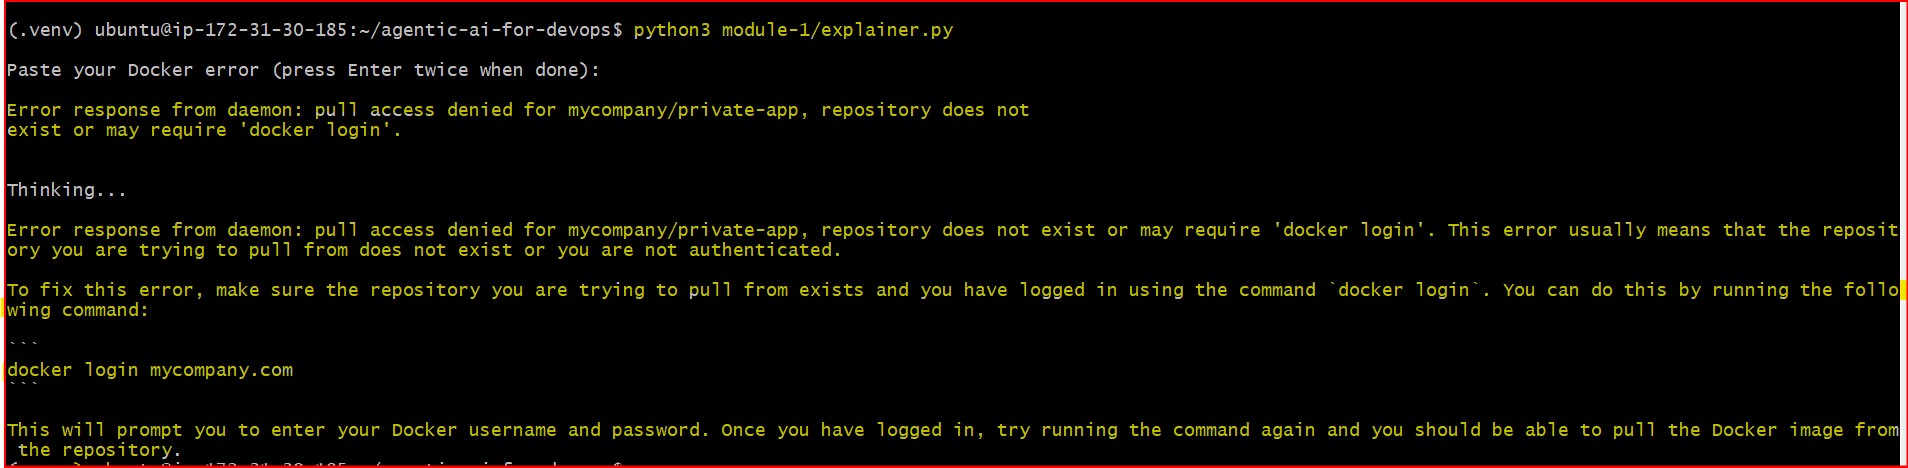 (.venv) ubuntu@ip-172-31-30-185:~/agentic-ai-for-devops$ python3 module-1/explainer.py
Paste your Docker error (press Enter twice when done):
Error response from daemon: pull access denied for mycompany/private-app, repository does not
exist or may require 'docker login'.
Thinking...
Error response from daemon: pull access denied for mycompany/private-app, repository does not exist or may require 'docker login'. This error usually means that the reposit
ory you are trying to pull from does not exist or you are not authenticated.
To fix this error, make sure the repository you are trying to pull from exists and you have logged in using the command `docker login`. You can do this by running the follo
wing command:
```
docker login mycompany.com
```
This will prompt you to enter your Docker username and password. Once you have logged in, try running the command again and you should be able to pull the Docker image from
the repository.